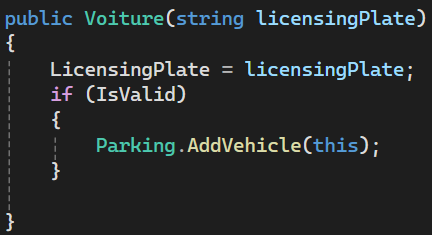 public Voiture(string licensingPlate)
{
    LicensingPlate = licensingPlate;
    if (IsValid)
    {
        Parking.AddVehicle(this);
    }
}